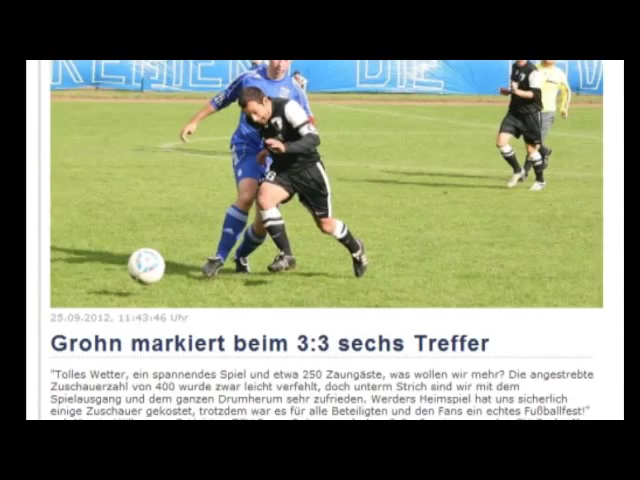 DIE
25.09.2012, 11:43:46 Uhr
Grohn markiert beim 3:3 sechs Treffer
"Tolles Wetter, ein spannendes Spiel und etwa 250 Zaungäste, was wollen wir mehr? Die angestrebte
Zuschauerzahl von 400 wurde zwar leicht verfehlt, doch unterm Strich sind wir mit dem
Spielausgang und dem ganzen Drumherum sehr zufrieden. Werders Heimspiel hat uns sicherlich
einige Zuschauer gekostet, trotzdem war es für alle Beteiligten und den Fans ein echtes Fußballfest!"